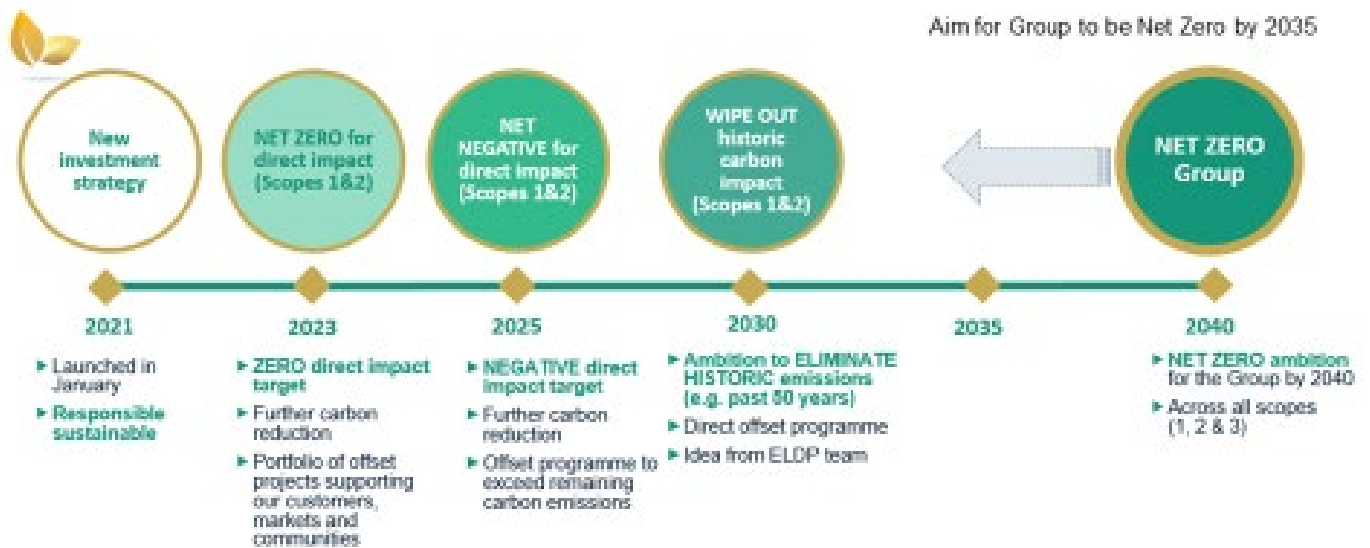 Aim for Group to be Net Zero by 2035
New
investment
strategy
NET ZERO for
direct impact
(Scopes 1&2)
NET
NEGATIVE for
direct impact
(Scopes 1&2)
WIPE OUT
historic
carbon
impact
(Scopes 1&2)
NET ZERO
Group
2021
Launched in
January
Responsible
sustainable
2023
ZERO direct impact
target
Further carbon
reduction
Portfolio of offset
projects supporting
our customers,
markets and
communities
2025
NEGATIVE direct
impact target
Further carbon
reduction
Offset programme to
exceed remaining
carbon emissions
2030
Ambition to ELIMINATE
HISTORIC emissions
(e.g. past 50 years)
Direct offset programme
Idea from ELDP team
2035
2040
NET ZERO ambition
for the Group by 2040
Across all scopes
(1, 2 & 3)